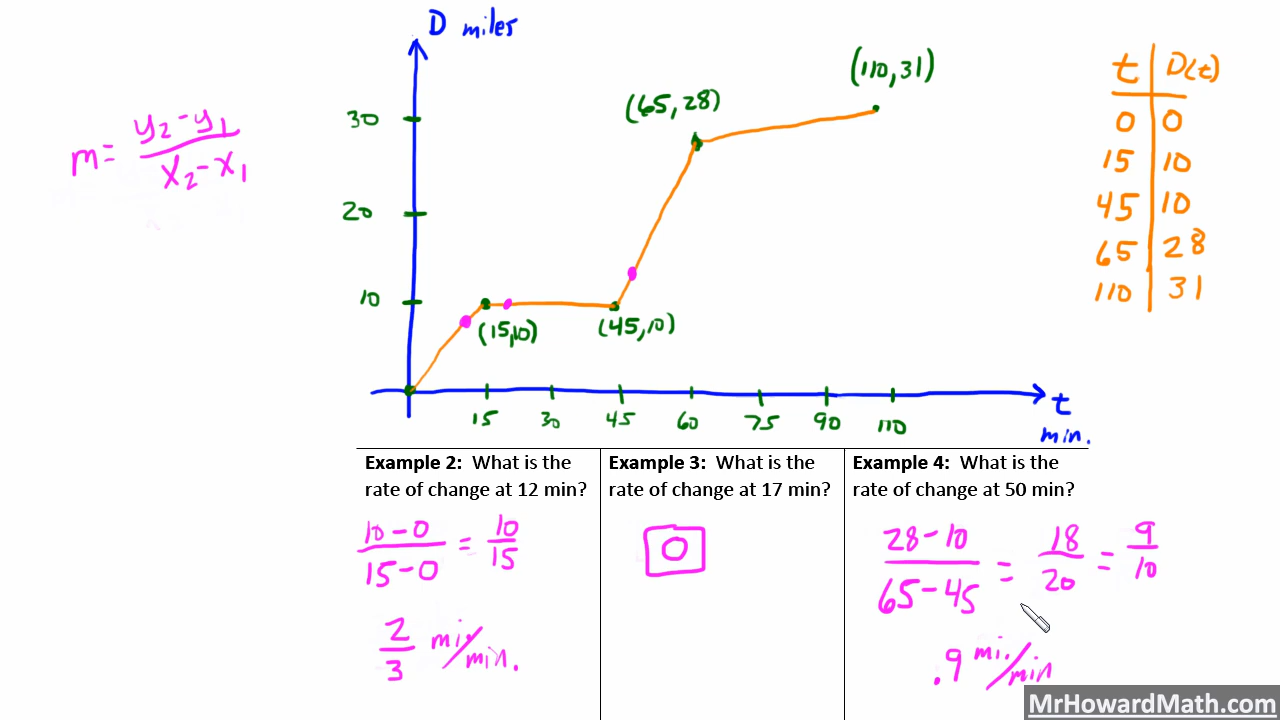 D miles
m = y₂ - y₁ / x₂ - x₁
30
20
10
(15,10)
(45,10)
(65,28)
(110,31)
15 30 45 60 75 90 110
t
min.
t D(t)
0 0
15 10
45 10
65 28
110 31
Example 2: What is the
rate of change at 12 min?
10 - 0 / 15 - 0 = 10 / 15
2 / 3 mi./min.
Example 3: What is the
rate of change at 17 min?
0
Example 4: What is the
rate of change at 50 min?
28 - 10 / 65 - 45 = 18 / 20 = 9 / 10
.9 mi./min
MrHowardMath.com